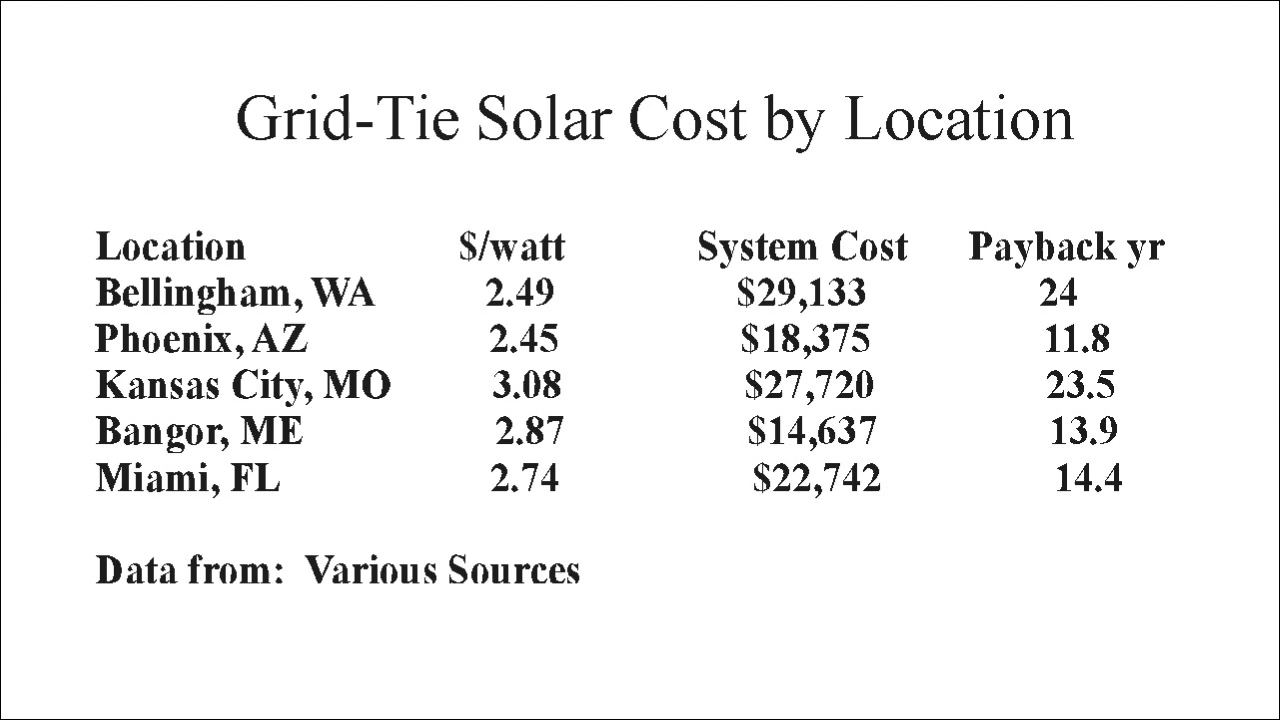 Grid-Tie Solar Cost by Location
Location $/watt System Cost Payback yr
Bellingham, WA 2.49 $29,133 24
Phoenix, AZ 2.45 $18,375 11.8
Kansas City, MO 3.08 $27,720 23.5
Bangor, ME 2.87 $14,637 13.9
Miami, FL 2.74 $22,742 14.4
Data from: Various Sources